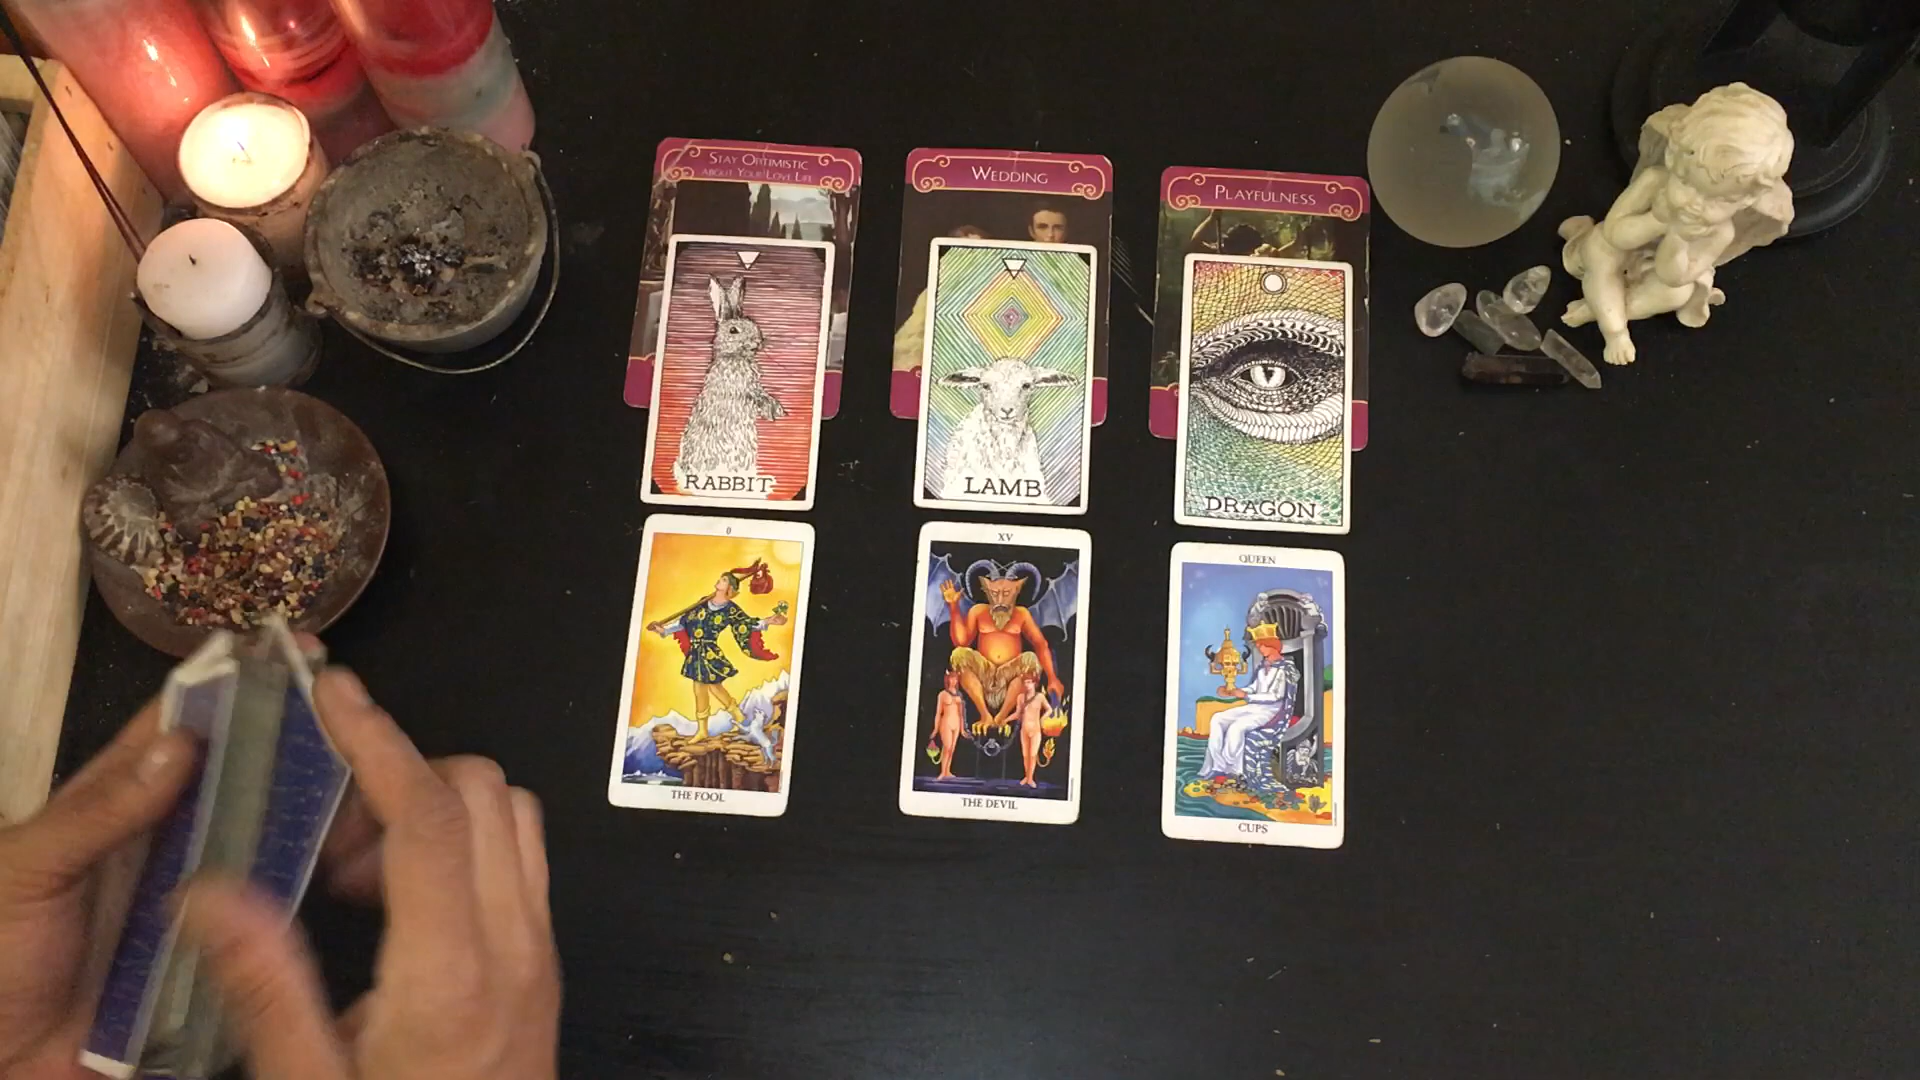 STAY OPTIMISTIC
ABOUT YOUR LOVE LIFE
WEDDING
PLAYFULNESS
RABBIT
LAMB
DRAGON
0
THE FOOL
XV
THE DEVIL
QUEEN
CUPS